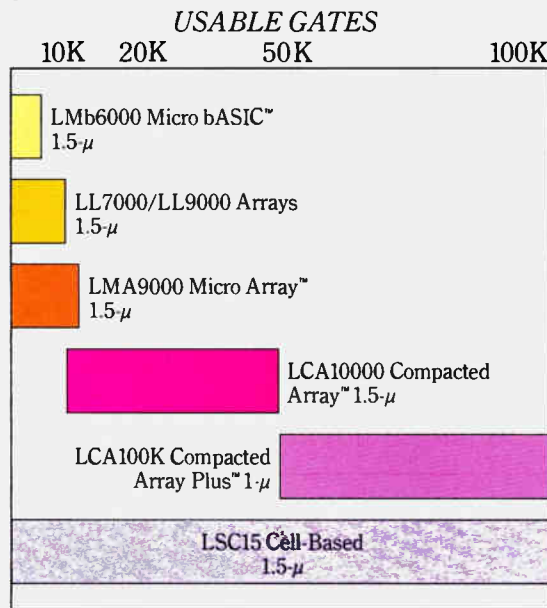 USABLE GATES
10K 20K 50K 100K
LMb6000 Micro bASIC™
1.5-μ
LL7000/LL9000 Arrays
1.5-μ
LMA9000 Micro Array™
1.5-μ
LCA10000 Compacted
Array™ 1.5-μ
LCA100K Compacted
Array Plus™ 1-μ
LSC15 Cell-Based
1.5-μ